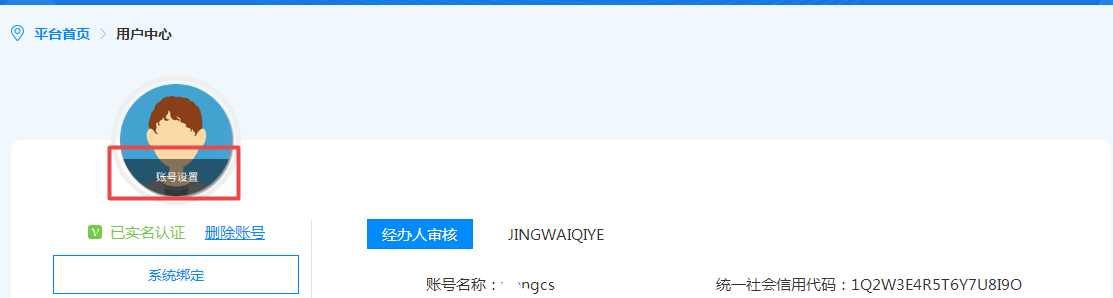 平台首页 > 用户中心
账号设置
已实名认证 删除账号
系统绑定
经办人审核 JINGWAIQIYE
账号名称： ngcs 统一社会信用代码：1Q2W3E4R5T6Y7U8I9O